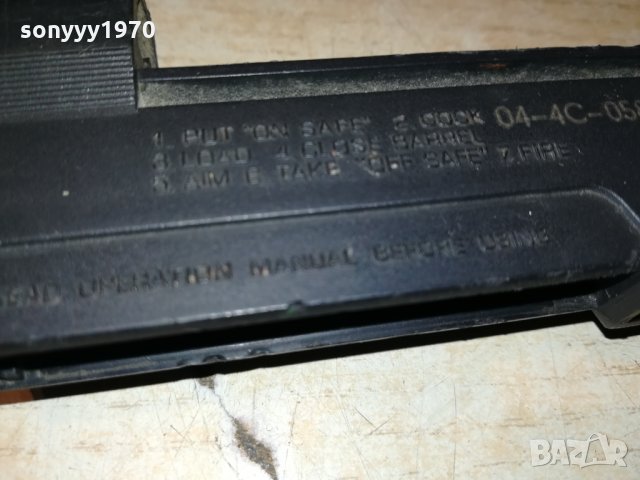 sonyyy1970
1. PUT "ON SAFE" 2. COCK 04-4C-05
3. LOAD 4. CLOSE BARREL
5. AIM 6. TAKE "OFF SAFE" 7. FIRE
OPERATION MANUAL BEFORE USING
BAZAR